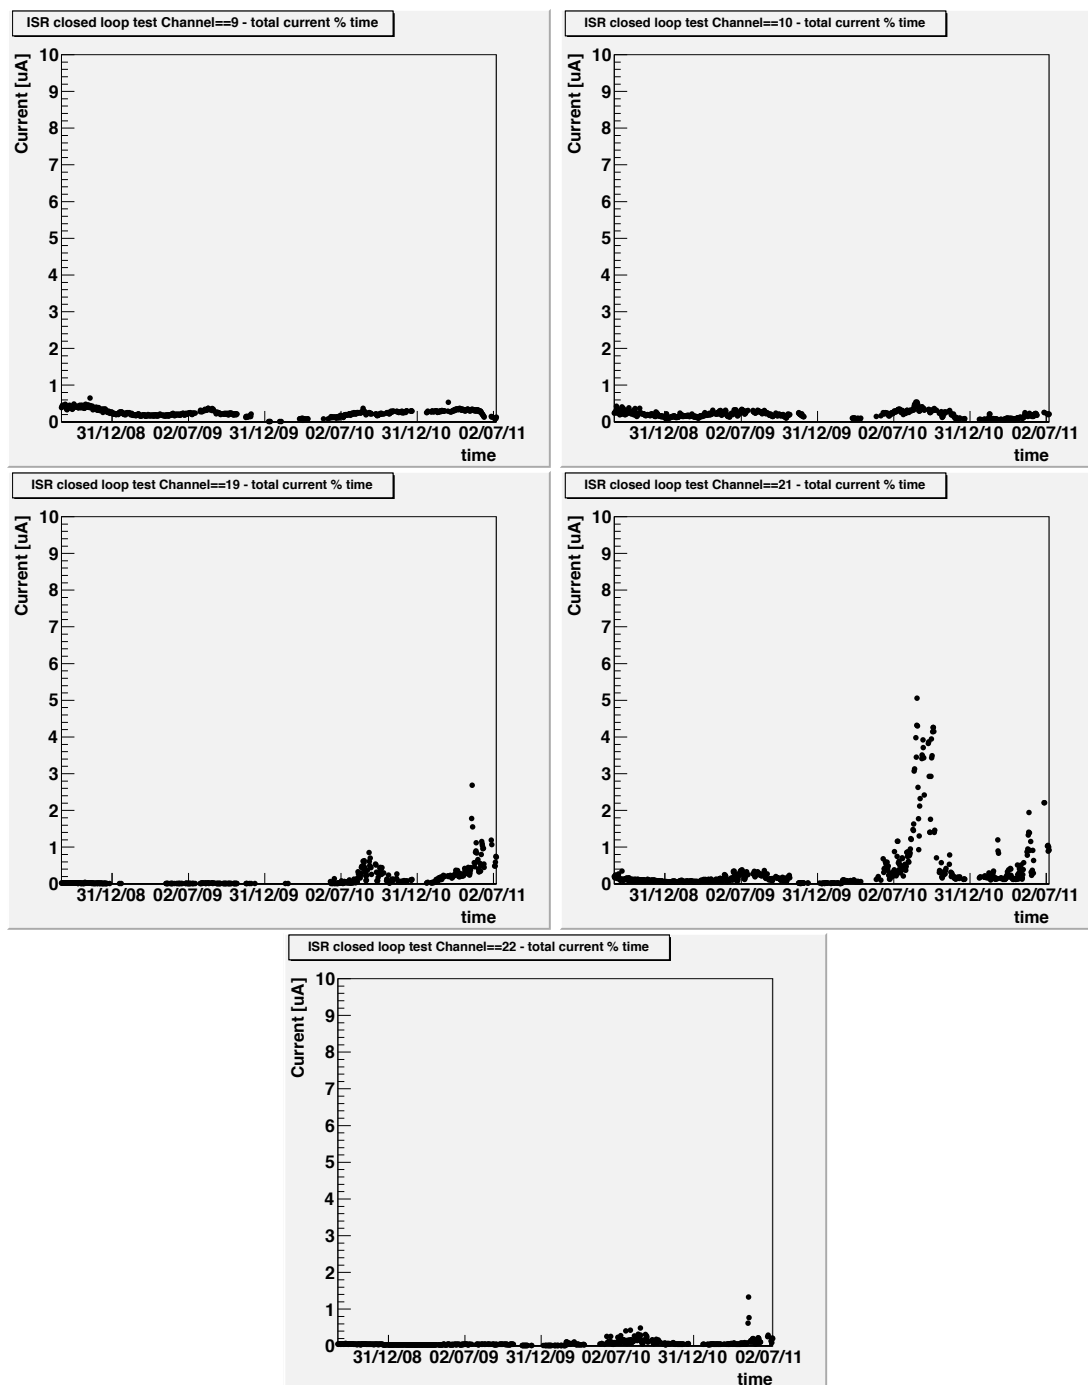 ISR closed loop test Channel==9 - total current % time
Current [uA]
10
9
8
7
6
5
4
3
2
1
0
31/12/08 02/07/09 31/12/09 02/07/10 31/12/10 02/07/11
time
ISR closed loop test Channel==10 - total current % time
Current [uA]
10
9
8
7
6
5
4
3
2
1
0
31/12/08 02/07/09 31/12/09 02/07/10 31/12/10 02/07/11
time
ISR closed loop test Channel==19 - total current % time
Current [uA]
10
9
8
7
6
5
4
3
2
1
0
31/12/08 02/07/09 31/12/09 02/07/10 31/12/10 02/07/11
time
ISR closed loop test Channel==21 - total current % time
Current [uA]
10
9
8
7
6
5
4
3
2
1
0
31/12/08 02/07/09 31/12/09 02/07/10 31/12/10 02/07/11
time
ISR closed loop test Channel==22 - total current % time
Current [uA]
10
9
8
7
6
5
4
3
2
1
0
31/12/08 02/07/09 31/12/09 02/07/10 31/12/10 02/07/11
time